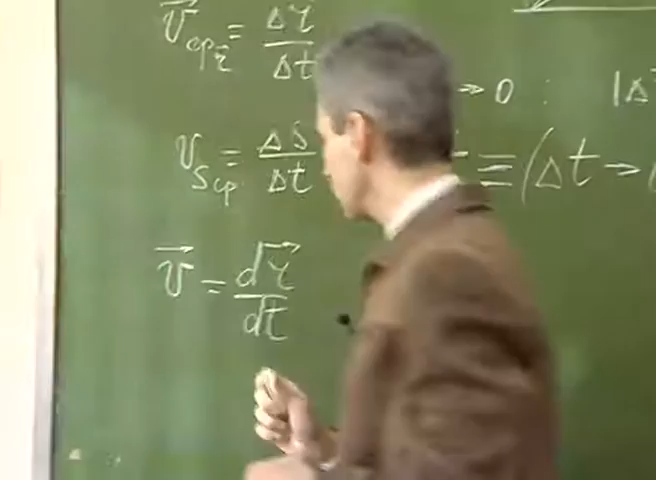 v⃗ср r⃗ = Δr⃗/Δt
→ 0 : |Δ
vs ср = ΔS/Δt ≡ (Δt →
v⃗ = dr⃗/dt